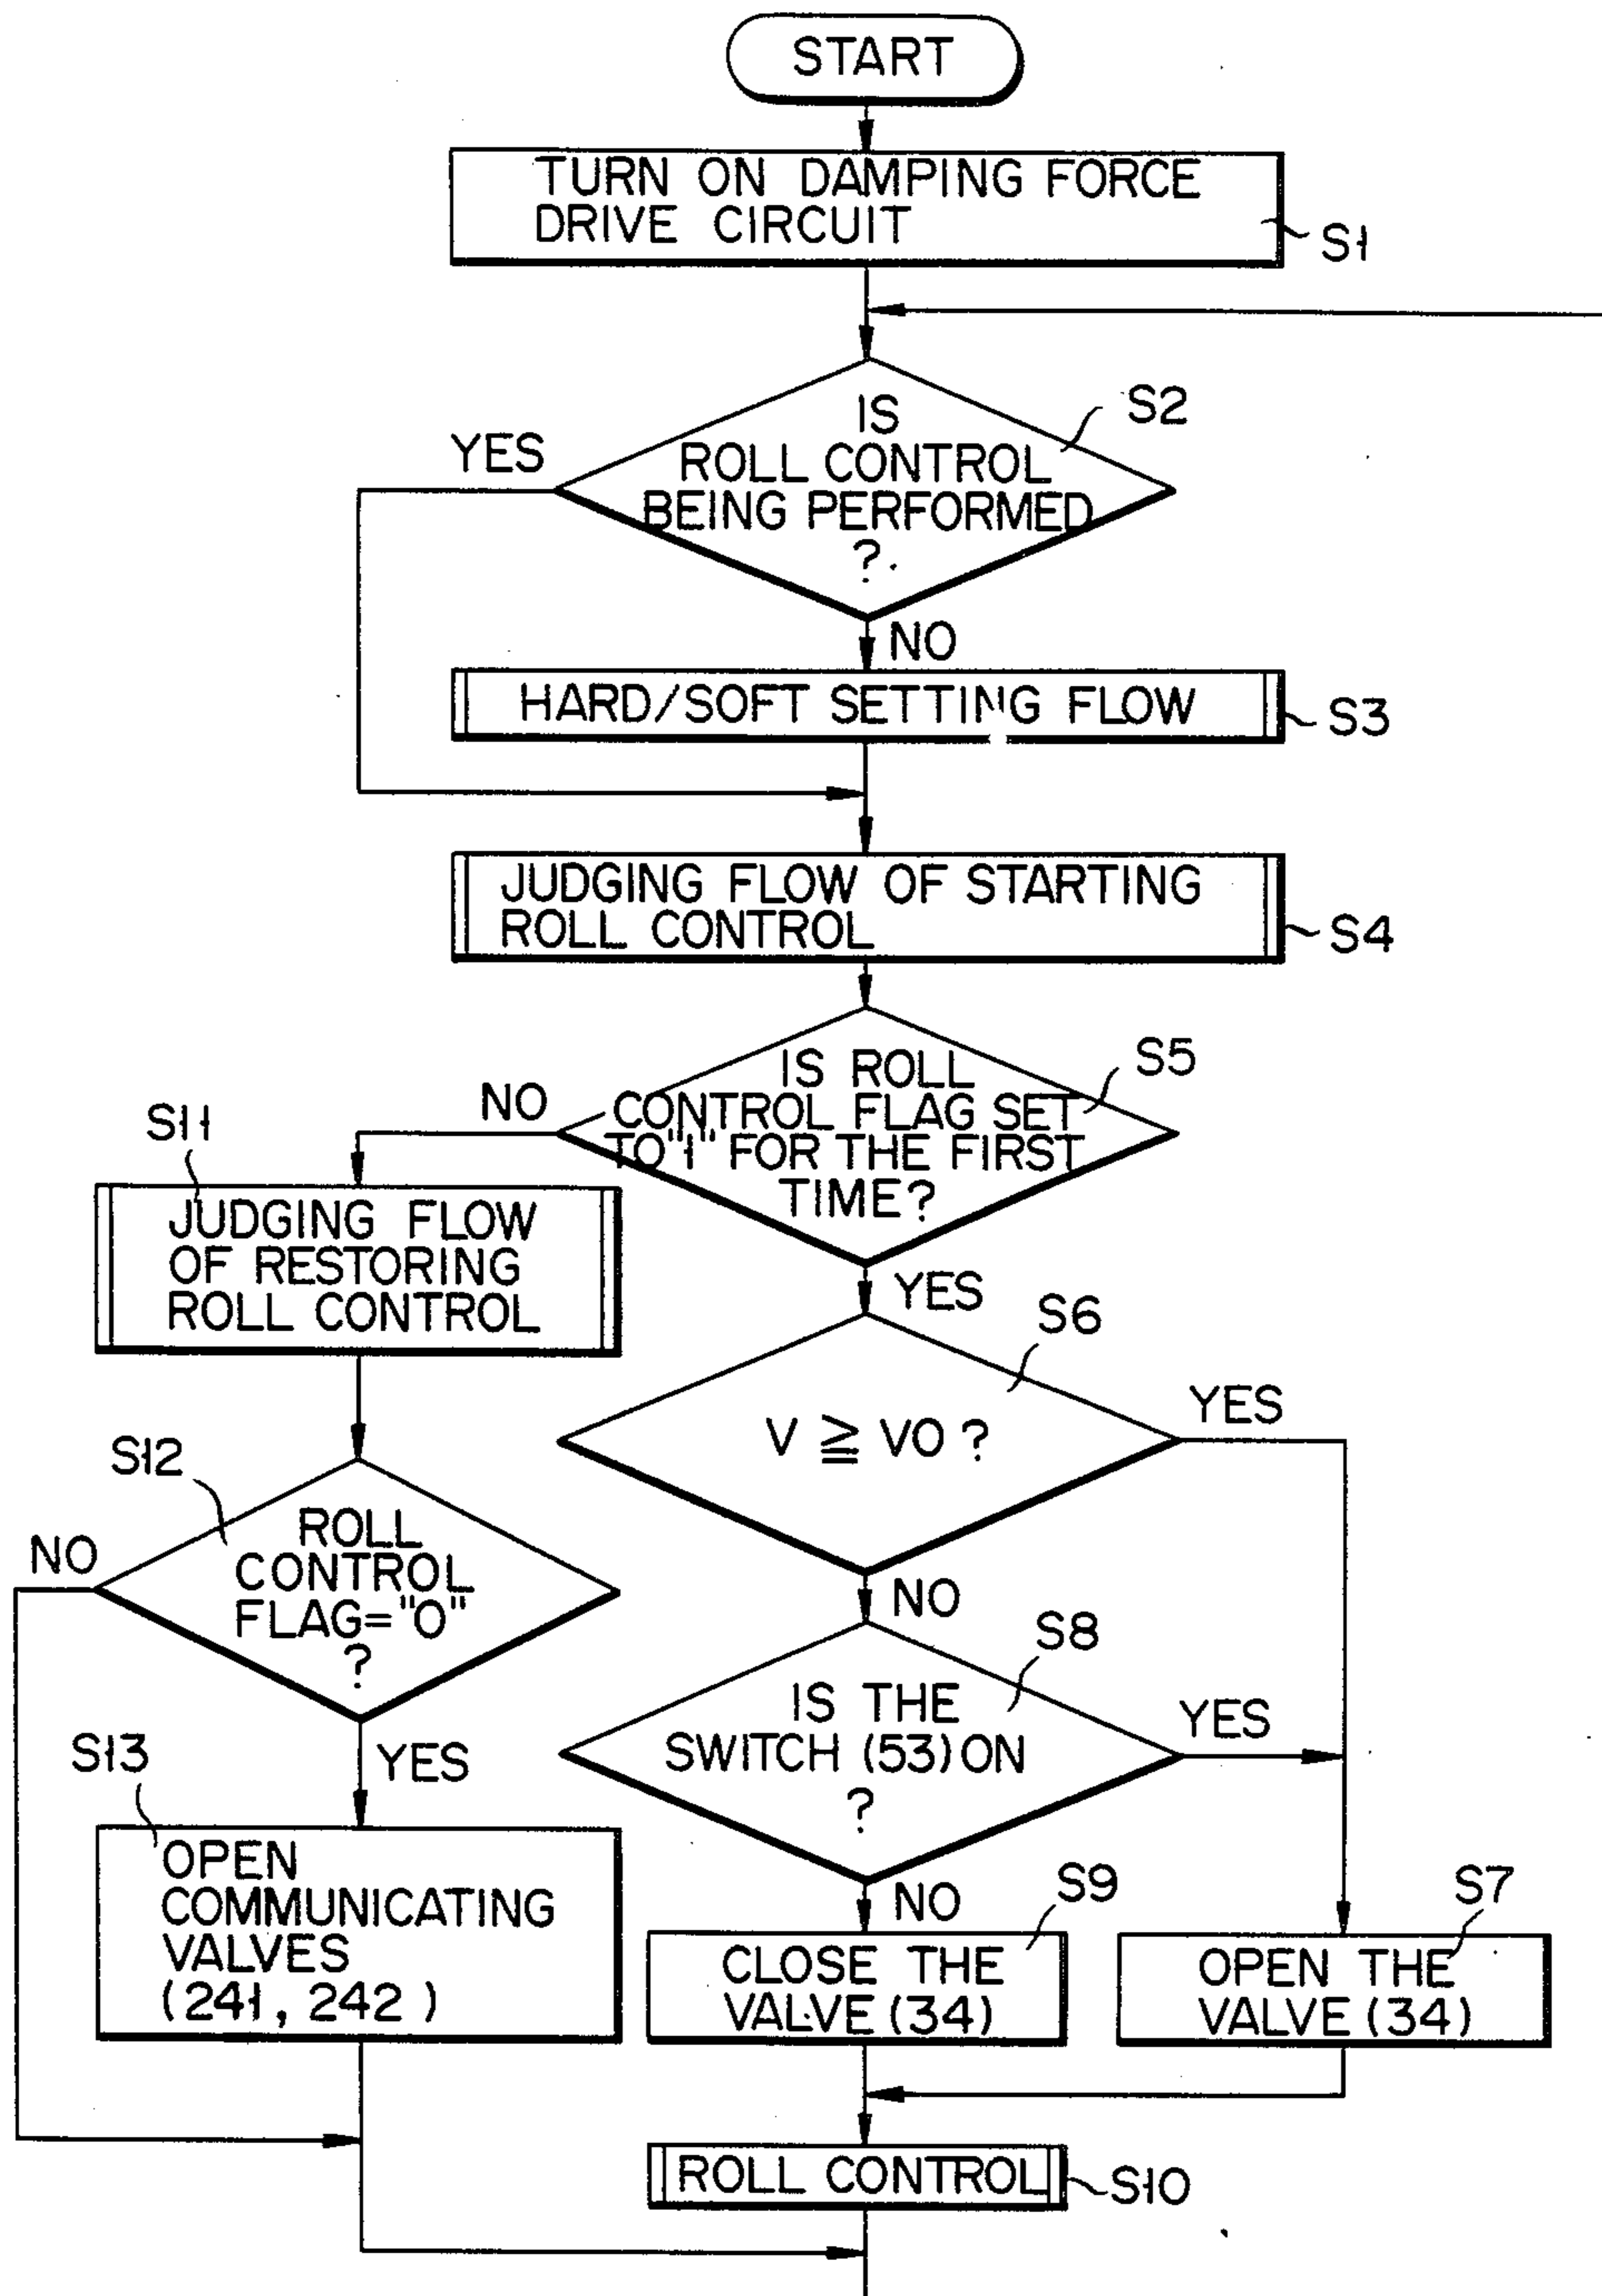 START
TURN ON DAMPING FORCE
DRIVE CIRCUIT
S1
IS
ROLL CONTROL
BEING PERFORMED
?
S2
YES
NO
HARD/SOFT SETTING FLOW
S3
JUDGING FLOW OF STARTING
ROLL CONTROL
S4
IS ROLL
CONTROL FLAG SET
TO "1" FOR THE FIRST
TIME?
S5
NO
YES
S11
JUDGING FLOW
OF RESTORING
ROLL CONTROL
S6
V ≧ VO ?
YES
NO
S12
ROLL
CONTROL
FLAG="0"
?
NO
YES
S8
IS THE
SWITCH (53) ON
?
YES
NO
S13
OPEN
COMMUNICATING
VALVES
(241, 242)
S9
CLOSE THE
VALVE (34)
S7
OPEN THE
VALVE (34)
ROLL CONTROL
S10